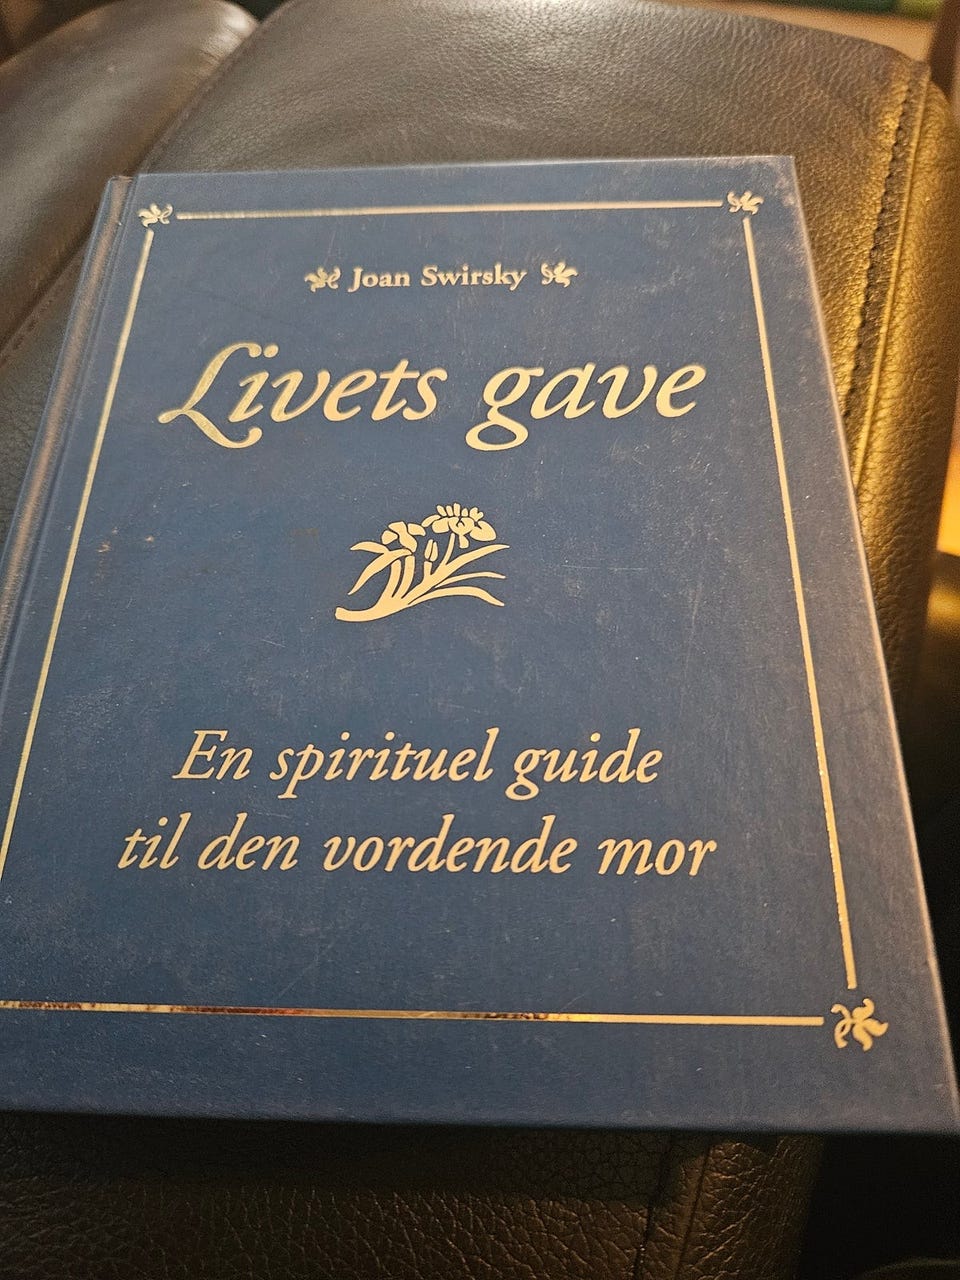 Joan Swirsky
Livets gave
En spirituel guide
til den vordende mor